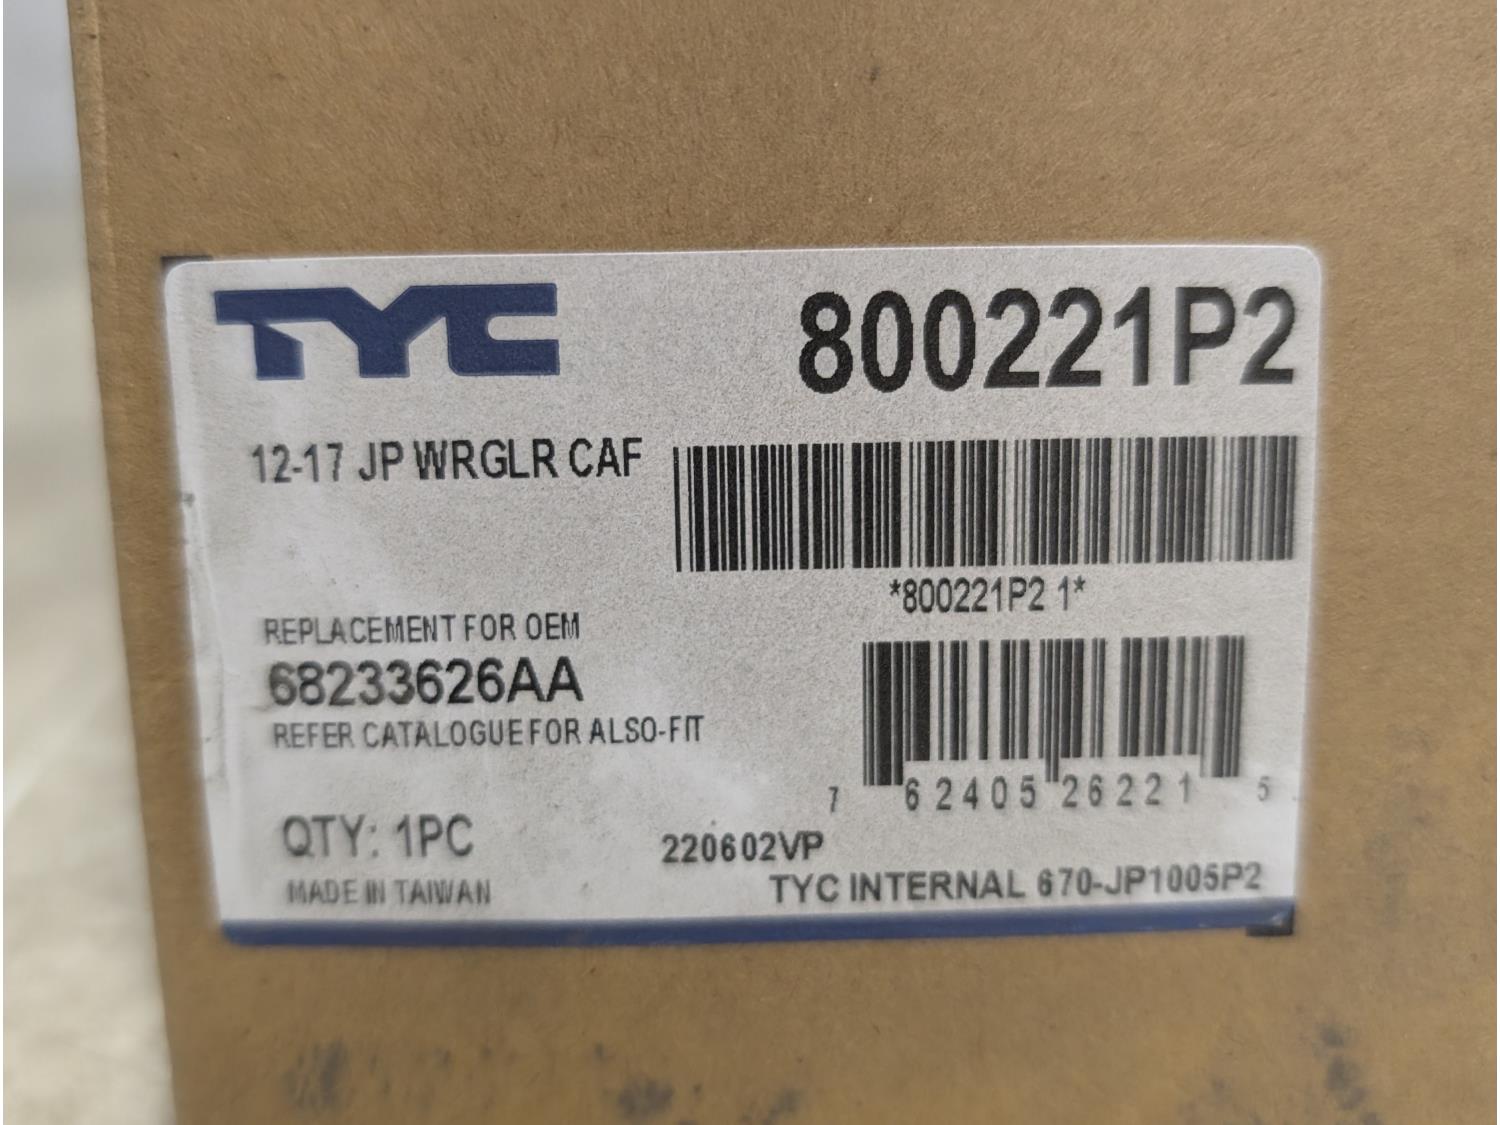 TYC
800221P2
12-17 JP WRGLR CAF
*800221P2 1*
REPLACEMENT FOR OEM
68233626AA
REFER CATALOGUE FOR ALSO-FIT
7 62405 26221 5
QTY: 1PC
220602VP
MADE IN TAIWAN
TYC INTERNAL 670-JP1005P2